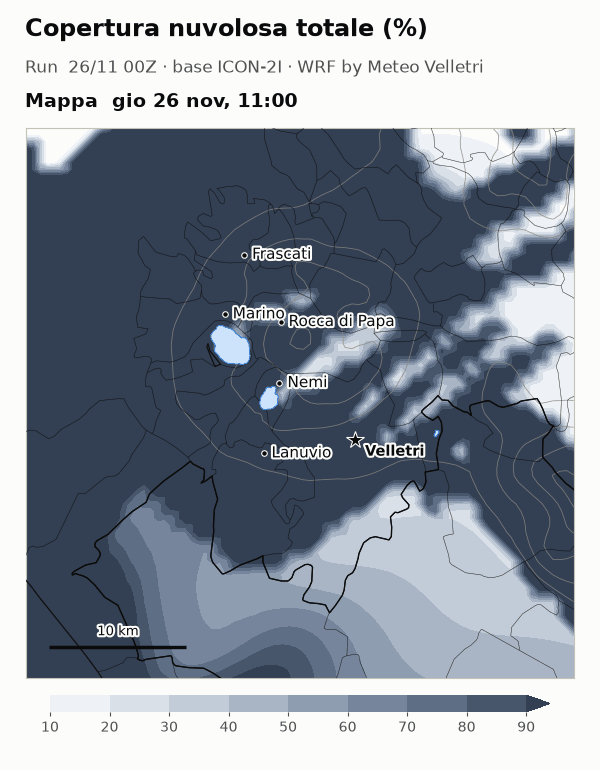 Copertura nuvolosa totale (%)
Run  26/11 00Z · base ICON-2I · WRF by Meteo Velletri
Mappa  gio 26 nov, 11:00
Frascati
Marino
Rocca di Papa
Nemi
Velletri
Lanuvio
10 km
10 20 30 40 50 60 70 80 90